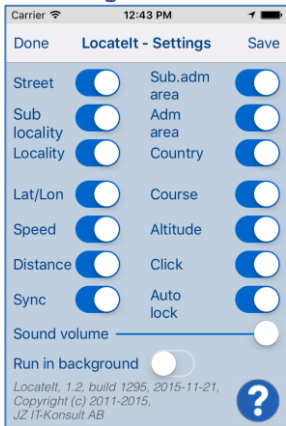 Carrier 12:43 PM
Done LocateIt - Settings Save
Street Sub.adm
area
Sub
locality Adm
area
Locality Country
Lat/Lon Course
Speed Altitude
Distance Click
Sync Auto
lock
Sound volume
Run in background
LocateIt, 1.2, build 1295, 2015-11-21,
Copyright (c) 2011-2015,
JZ IT-Konsult AB
?